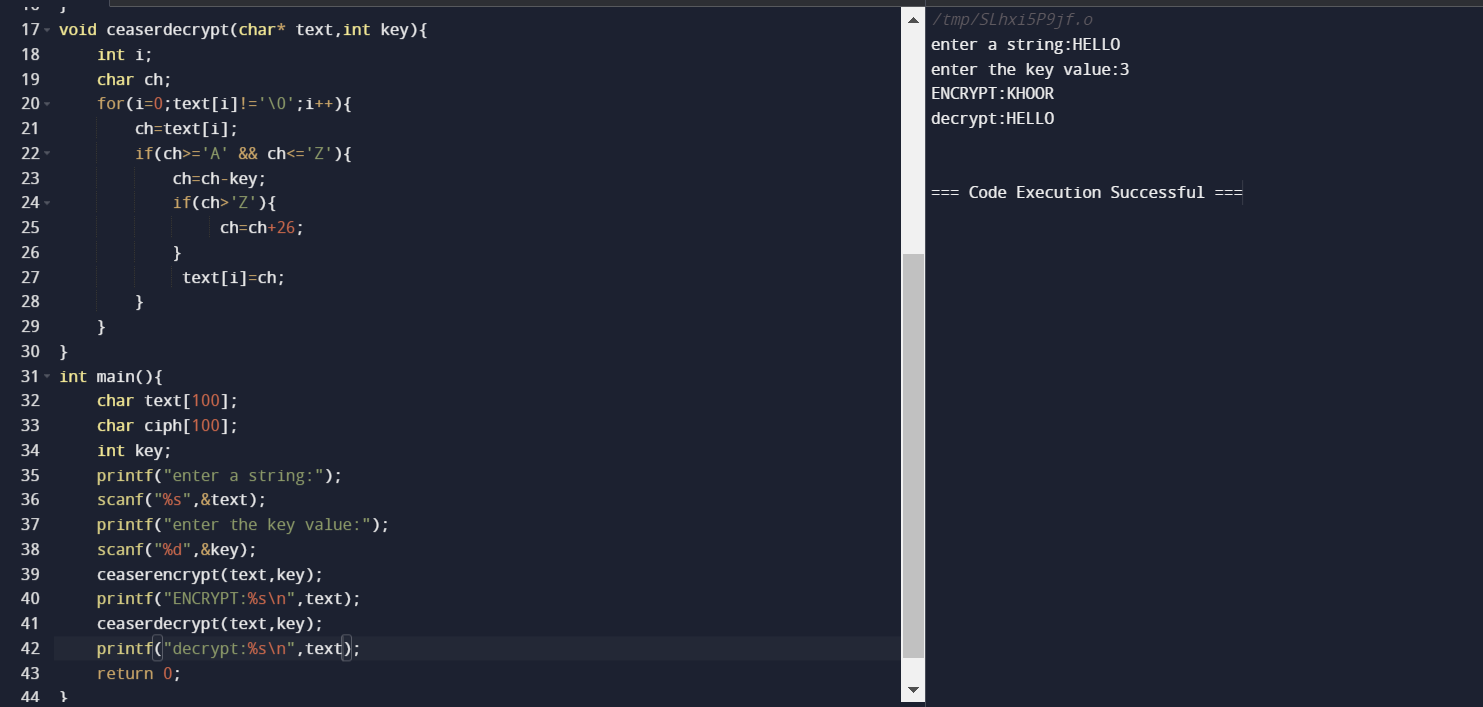 16 }
17 void ceaserdecrypt(char* text,int key){
18     int i;
19     char ch;
20     for(i=0;text[i]!='\0';i++){
21         ch=text[i];
22         if(ch>='A' && ch<='Z'){
23             ch=ch-key;
24             if(ch>'Z'){
25                  ch=ch+26;
26             }
27              text[i]=ch;
28         }
29     }
30 }
31 int main(){
32     char text[100];
33     char ciph[100];
34     int key;
35     printf("enter a string:");
36     scanf("%s",&text);
37     printf("enter the key value:");
38     scanf("%d",&key);
39     ceaserencrypt(text,key);
40     printf("ENCRYPT:%s\n",text);
41     ceaserdecrypt(text,key);
42     printf("decrypt:%s\n",text);
43     return 0;
44 }
/tmp/SLhxi5P9jf.o
enter a string:HELLO
enter the key value:3
ENCRYPT:KHOOR
decrypt:HELLO
=== Code Execution Successful ===